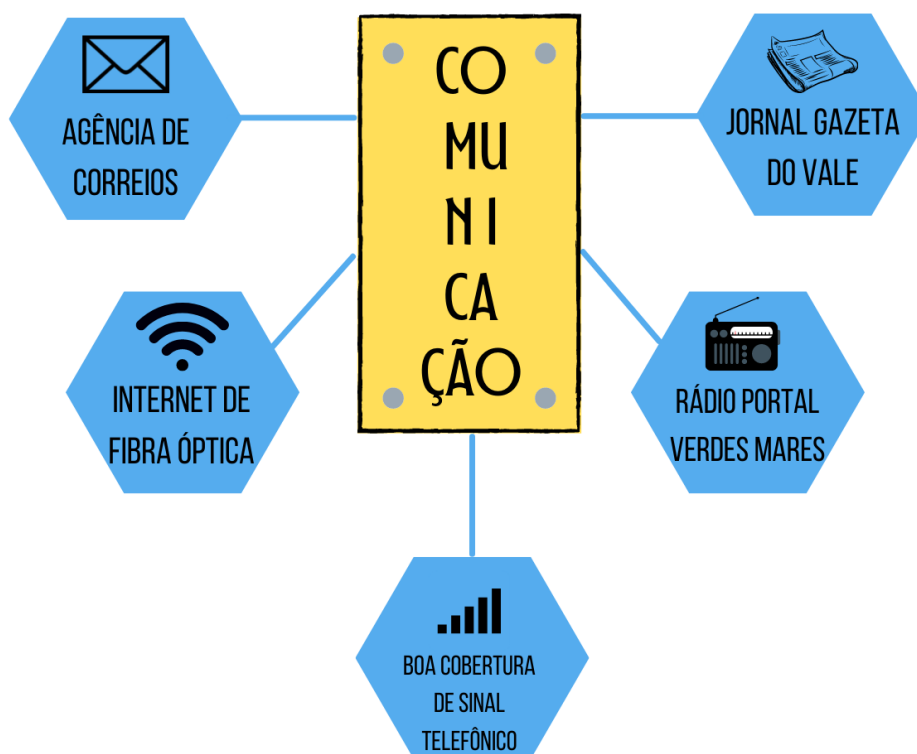 CO
MU
NI
CA
ÇÃO
AGÊNCIA DE
CORREIOS
JORNAL GAZETA
DO VALE
INTERNET DE
FIBRA ÓPTICA
RÁDIO PORTAL
VERDES MARES
BOA COBERTURA
DE SINAL
TELEFÔNICO